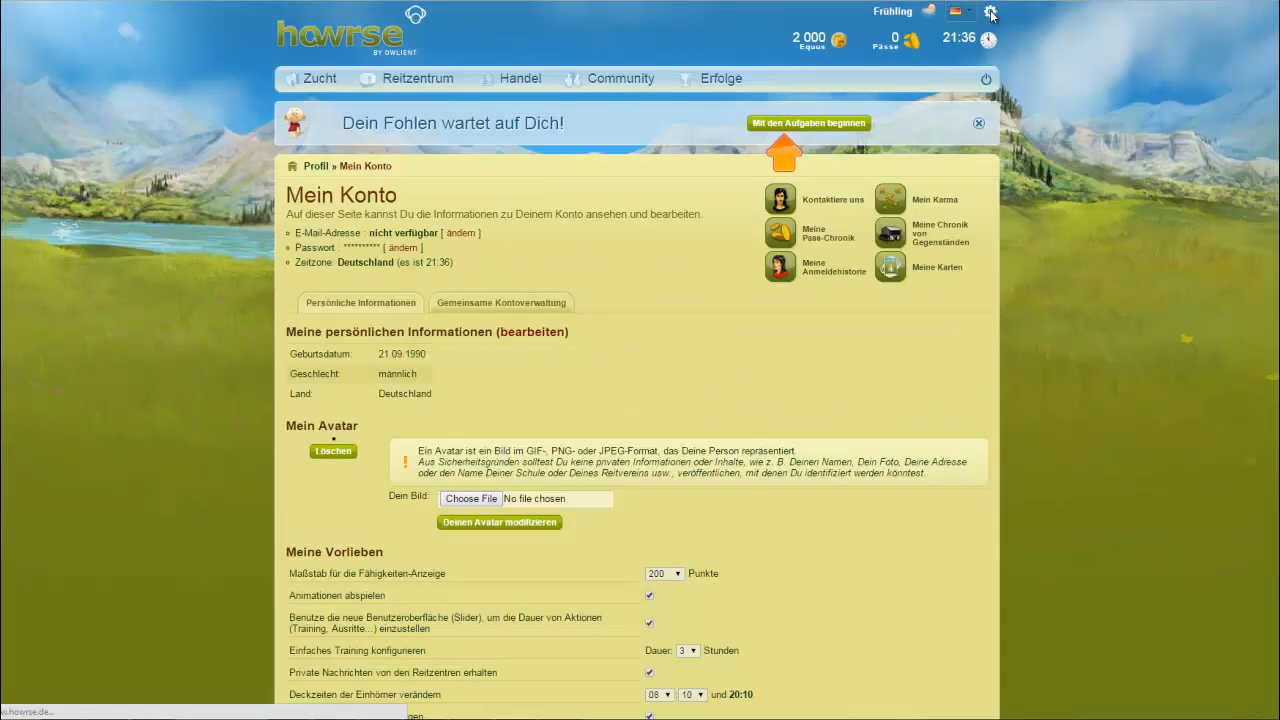 howrse
BY OWLIENT
Frühling
2 000
Equus
0
Pässe
21:36
Zucht
Reitzentrum
Handel
Community
Erfolge
Dein Fohlen wartet auf Dich!
Mit den Aufgaben beginnen
Profil » Mein Konto
Mein Konto
Auf dieser Seite kannst Du die Informationen zu Deinem Konto ansehen und bearbeiten.
E-Mail-Adresse : nicht verfügbar [ ändern ]
Passwort : ********** [ ändern ]
Zeitzone: Deutschland (es ist 21:36)
Kontaktiere uns
Mein Karma
Meine
Pass-Chronik
Meine Chronik
von
Gegenständen
Meine
Anmeldehistorie
Meine Karten
Persönliche Informationen
Gemeinsame Kontoverwaltung
Meine persönlichen Informationen (bearbeiten)
Geburtsdatum: 21.09.1990
Geschlecht: männlich
Land: Deutschland
Mein Avatar
Löschen
Ein Avatar ist ein Bild im GIF-, PNG- oder JPEG-Format, das Deine Person repräsentiert.
Aus Sicherheitsgründen solltest Du keine privaten Informationen oder Inhalte, wie z. B. Deinen Namen, Dein Foto, Deine Adresse
oder den Name Deiner Schule oder Deines Reitvereins usw., veröffentlichen, mit denen Du identifiziert werden könntest.
Dein Bild: Choose File No file chosen
Deinen Avatar modifizieren
Meine Vorlieben
Maßstab für die Fähigkeiten-Anzeige 200 Punkte
Animationen abspielen
Benutze die neue Benutzeroberfläche (Slider), um die Dauer von Aktionen
(Training, Ausritte...) einzustellen
Einfaches Training konfigurieren Dauer: 3 Stunden
Private Nachrichten von den Reitzentren erhalten
Deckzeiten der Einhörner verändern 08 : 10 und 20:10
w.howrse.de...